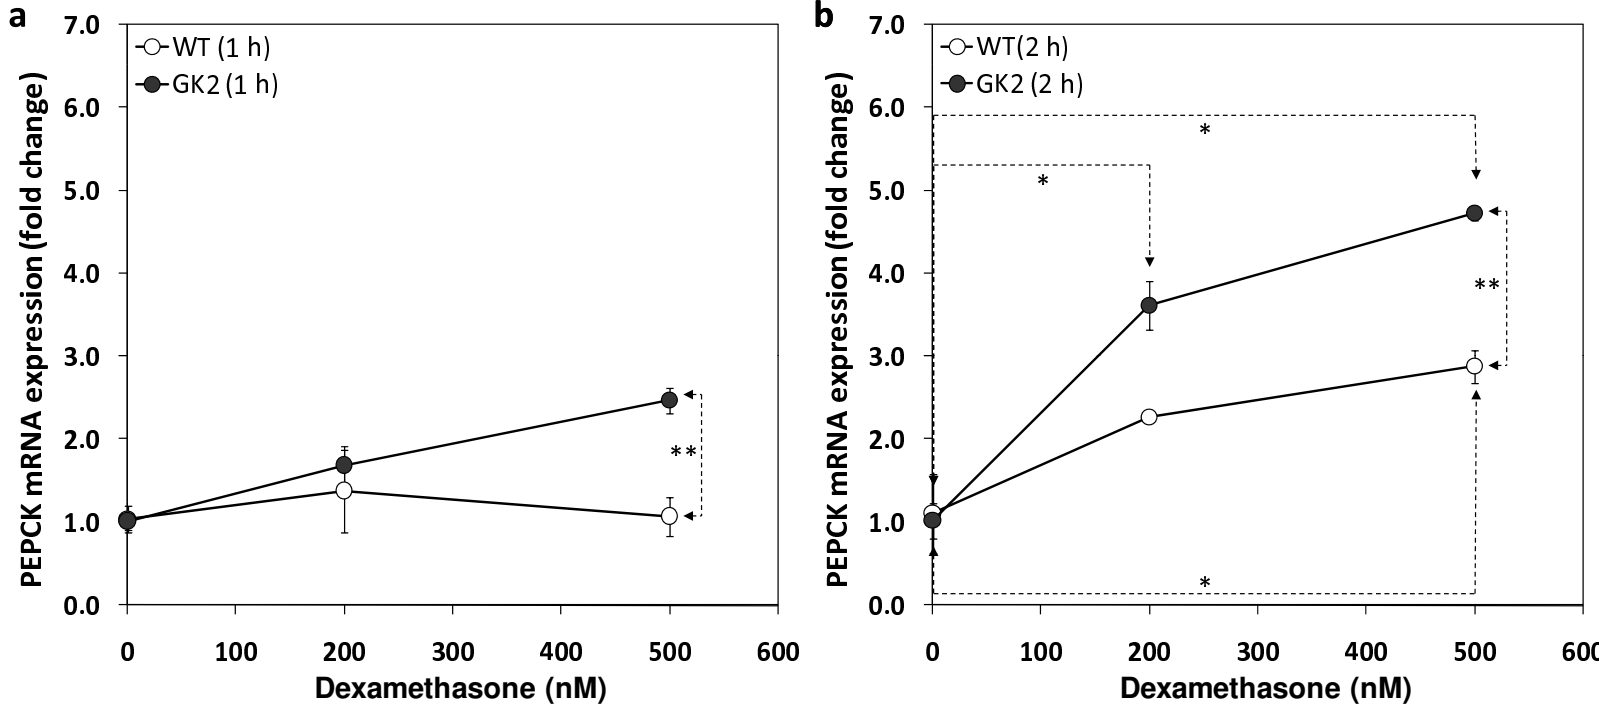 a
7.0
6.0
5.0
4.0
3.0
2.0
1.0
0.0
PEPCK mRNA expression (fold change)
WT (1 h)
GK2 (1 h)
**
0 100 200 300 400 500 600
Dexamethasone (nM)
b
7.0
6.0
5.0
4.0
3.0
2.0
1.0
0.0
PEPCK mRNA expression (fold change)
WT(2 h)
GK2 (2 h)
*
*
**
*
0 100 200 300 400 500 600
Dexamethasone (nM)